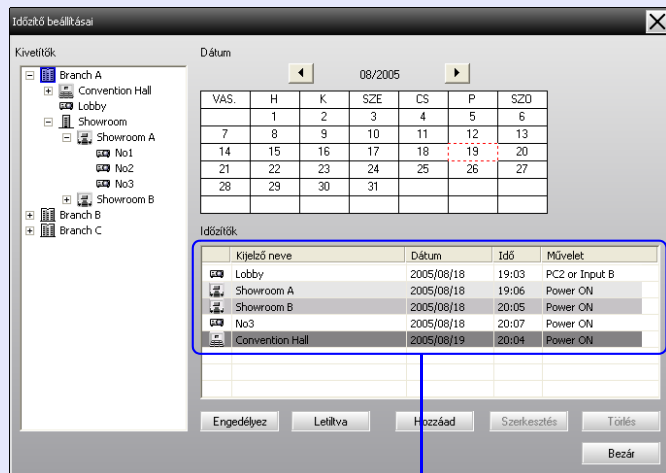 Időzítő beállításai
Kivetítők
Branch A
Convention Hall
Lobby
Showroom
Showroom A
No1
No2
No3
Showroom B
Branch B
Branch C
Dátum
08/2005
VAS. H K SZE CS P SZO
1 2 3 4 5 6
7 8 9 10 11 12 13
14 15 16 17 18 19 20
21 22 23 24 25 26 27
28 29 30 31
Időzítők
Kijelző neve Dátum Idő Művelet
Lobby 2005/08/18 19:03 PC2 or Input B
Showroom A 2005/08/18 19:06 Power ON
Showroom B 2005/08/18 20:05 Power ON
No3 2005/08/18 20:07 Power ON
Convention Hall 2005/08/19 20:04 Power ON
Engedélyez Letiltva Hozzáad Szerkesztés Törlés
Bezár